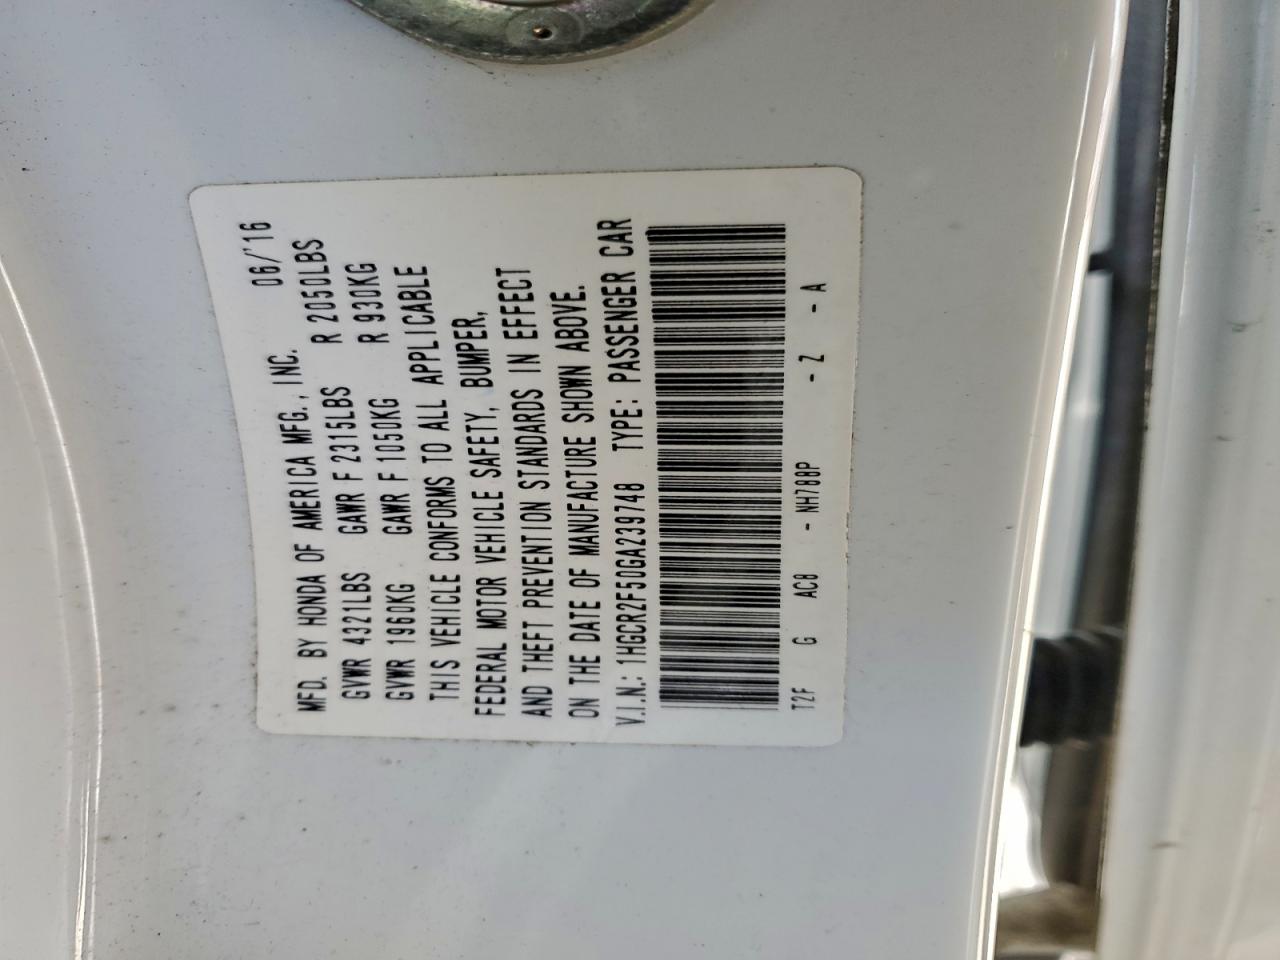 MFD. BY HONDA OF AMERICA MFG., INC. 06/'16
GVWR 4321LBS GAWR F 2315LBS R 2050LBS
GVWR 1960KG GAWR F 1050KG R 930KG
THIS VEHICLE CONFORMS TO ALL APPLICABLE
FEDERAL MOTOR VEHICLE SAFETY, BUMPER,
AND THEFT PREVENTION STANDARDS IN EFFECT
ON THE DATE OF MANUFACTURE SHOWN ABOVE.
V.I.N.: 1HGCR2F50GA239748 TYPE: PASSENGER CAR
T2F G AC8 - NH788P - Z - A